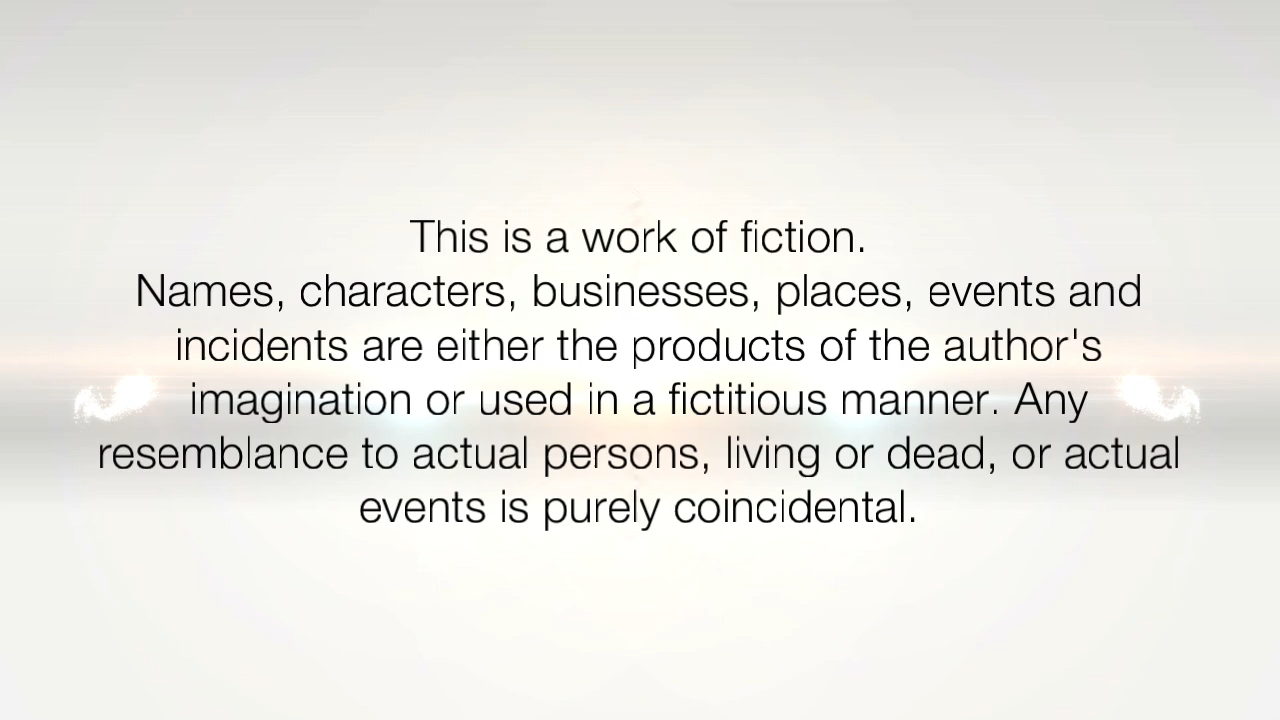 This is a work of fiction.
Names, characters, businesses, places, events and
incidents are either the products of the author's
imagination or used in a fictitious manner. Any
resemblance to actual persons, living or dead, or actual
events is purely coincidental.